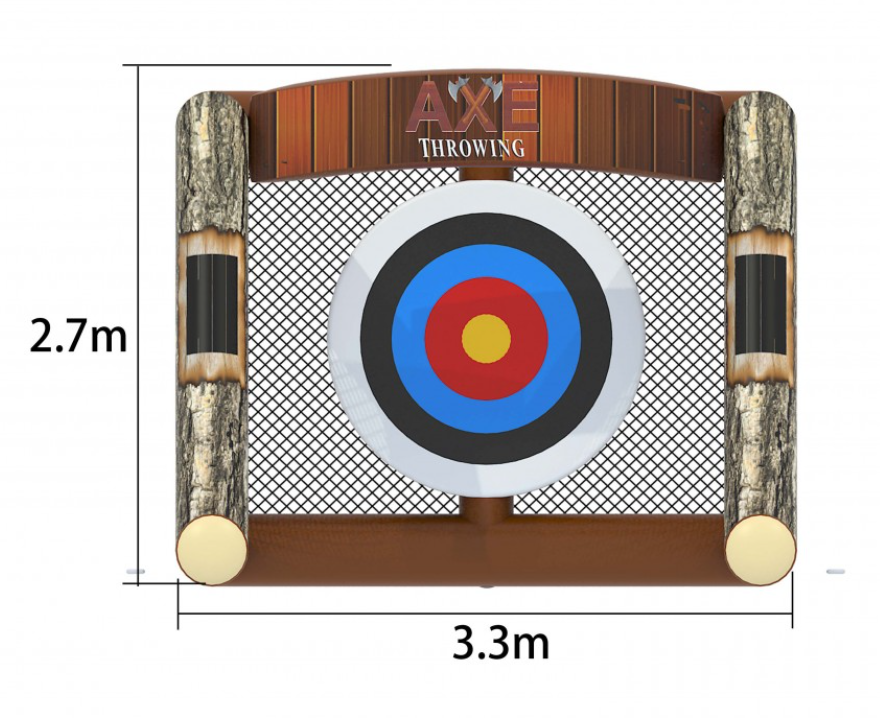 AXE
THROWING
2.7m
3.3m